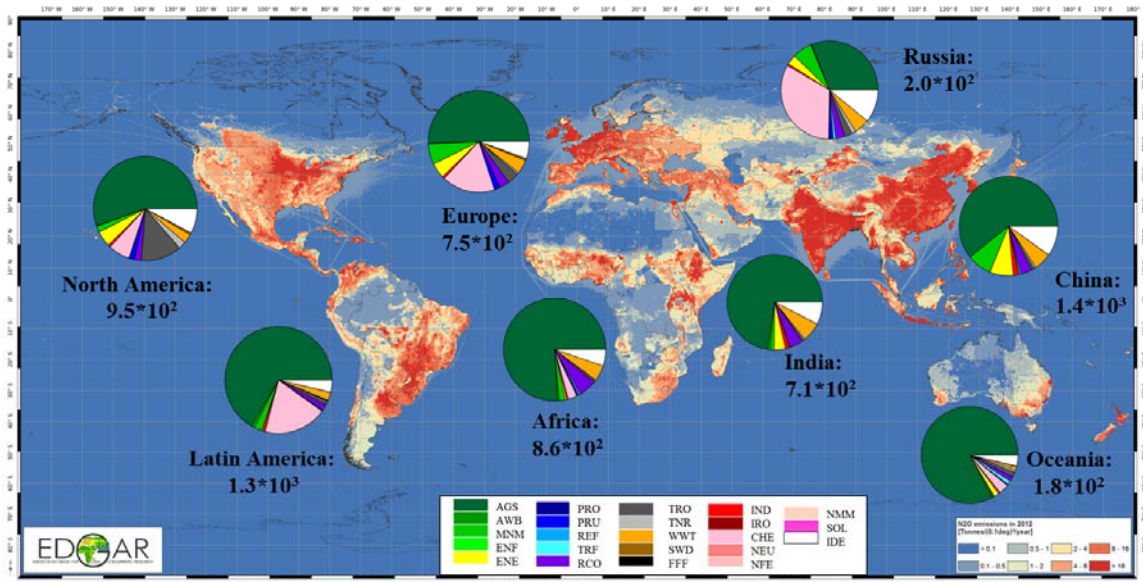 170° W 160° W 150° W 140° W 130° W 120° W 110° W 100° W 90° W 80° W 70° W 60° W 50° W 40° W 30° W 20° W 10° W 0° E 10° E 20° E 30° E 40° E 50° E 60° E 70° E 80° E 90° E 100° E 110° E 120° E 130° E 140° E 150° E 160° E 170° E 180° E
Russia:
2.0*10²
Europe:
7.5*10²
North America:
9.5*10²
China:
1.4*10³
India:
7.1*10²
Africa:
8.6*10²
Latin America:
1.3*10³
Oceania:
1.8*10²
AGS PRO TRO IND NMM
AWB PRU TNR IRO SOL
MNM REF WWT CHE IDE
ENF TRF SWD NEU
ENE RCO FFF NFE
N2O emissions in 2012
[Tonnes/(0.1deg)²/year]
< 0.1 0.5 - 1 2 - 4 8 - 16
0.1 - 0.5 1 - 2 4 - 8 > 16
EDGAR